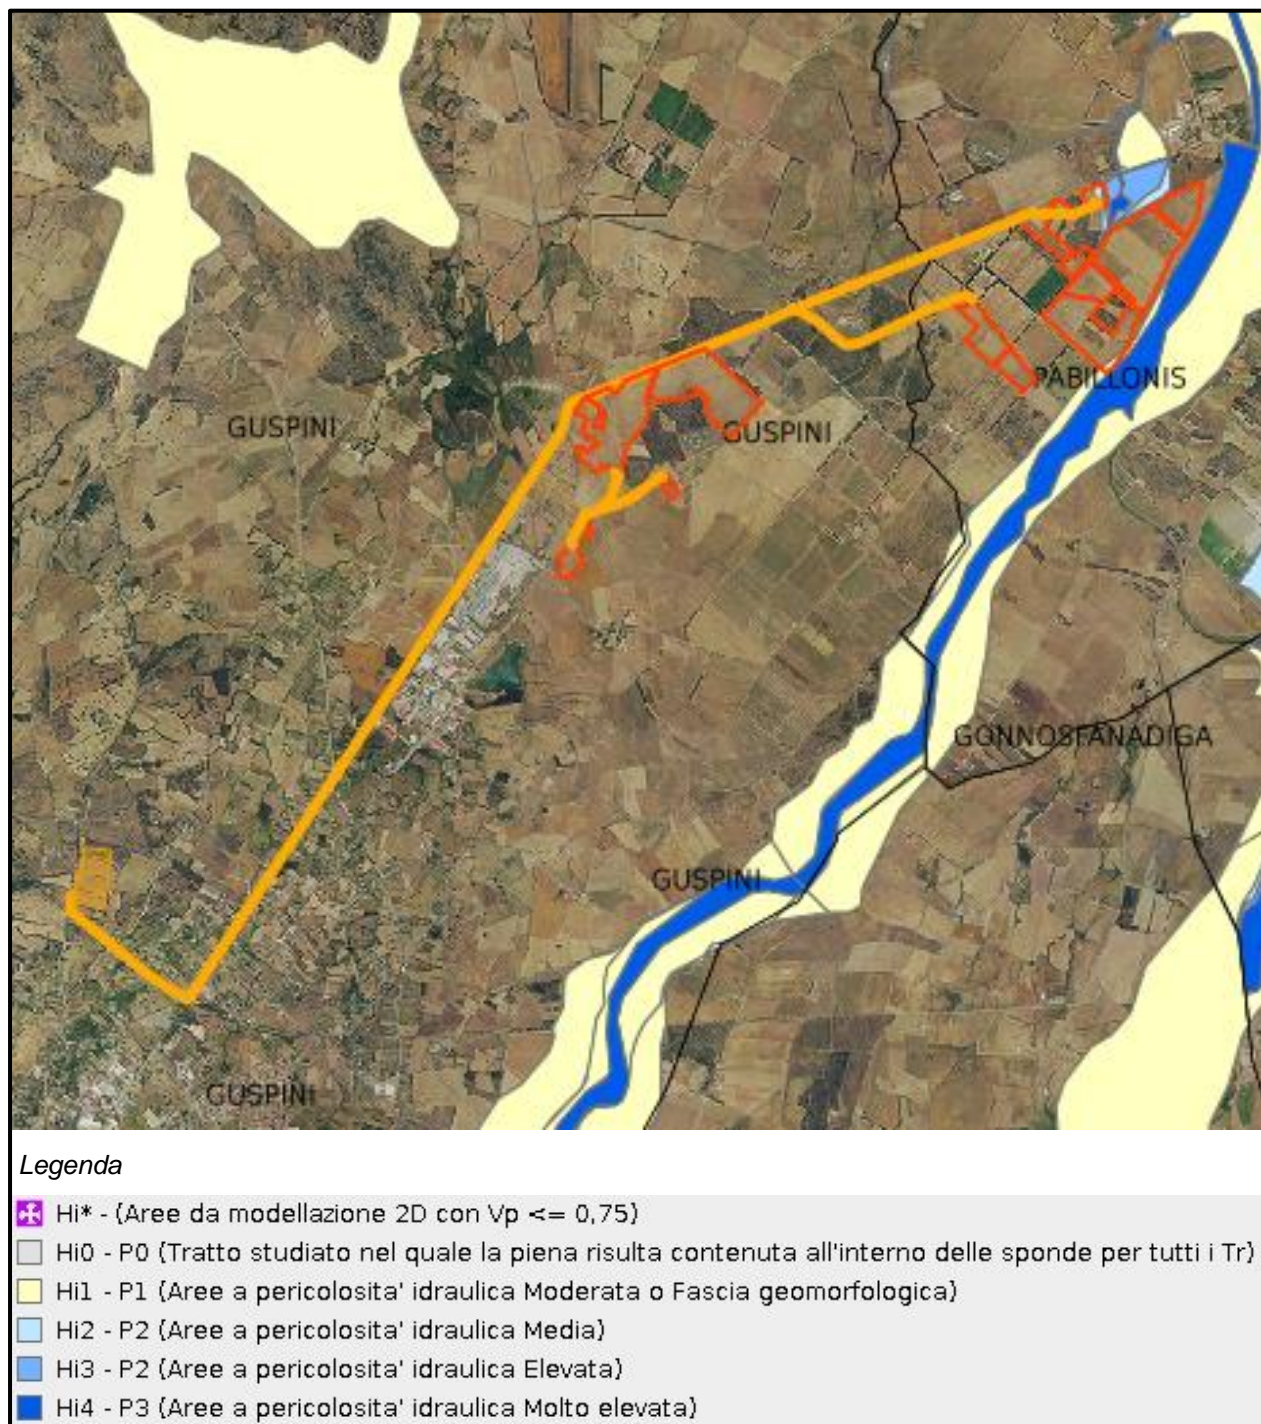 GUSPINI
GUSPINI
PABILLONIS
GONNOSFANADIGA
GUSPINI
GUSPINI
Legenda
Hi* - (Aree da modellazione 2D con Vp <= 0,75)
Hi0 - P0 (Tratto studiato nel quale la piena risulta contenuta all'interno delle sponde per tutti i Tr)
Hi1 - P1 (Aree a pericolosita' idraulica Moderata o Fascia geomorfologica)
Hi2 - P2 (Aree a pericolosita' idraulica Media)
Hi3 - P2 (Aree a pericolosita' idraulica Elevata)
Hi4 - P3 (Aree a pericolosita' idraulica Molto elevata)